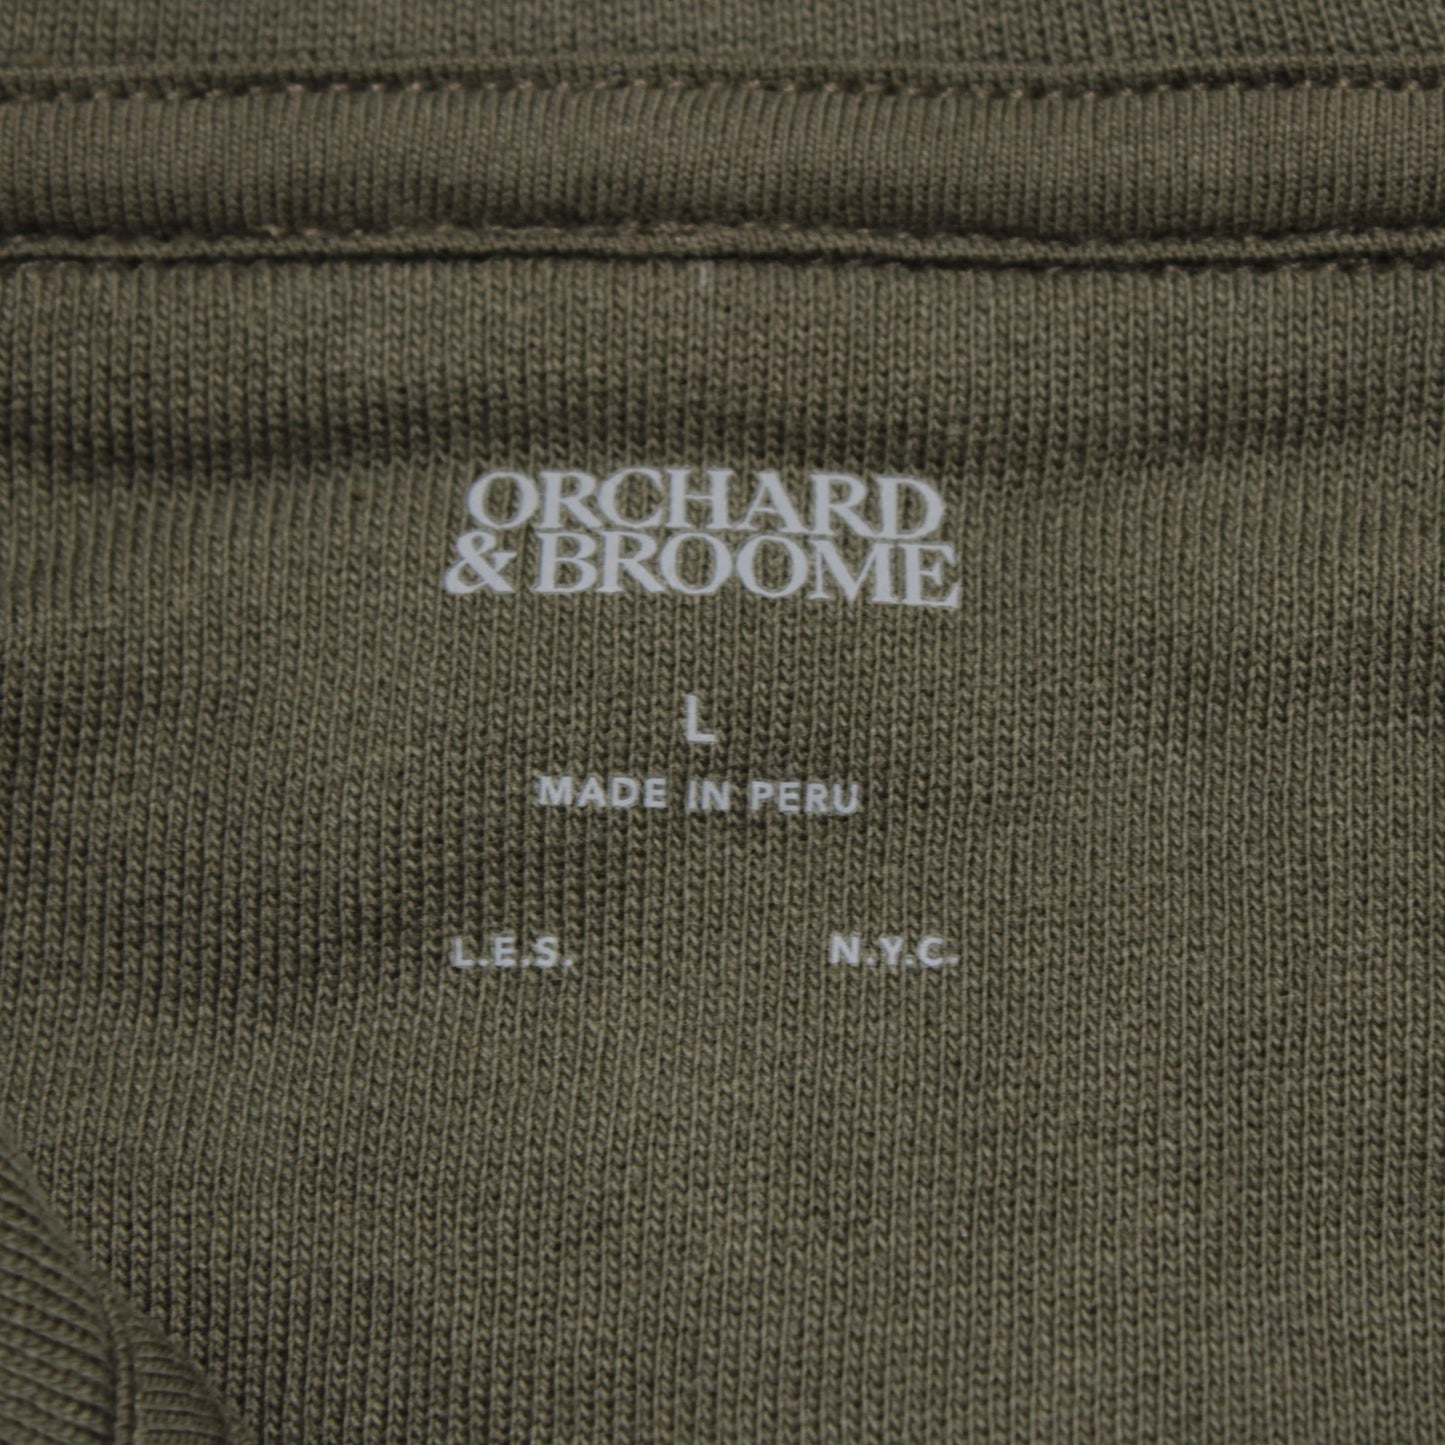 ORCHARD
& BROOME
L
MADE IN PERU
L.E.S. N.Y.C.